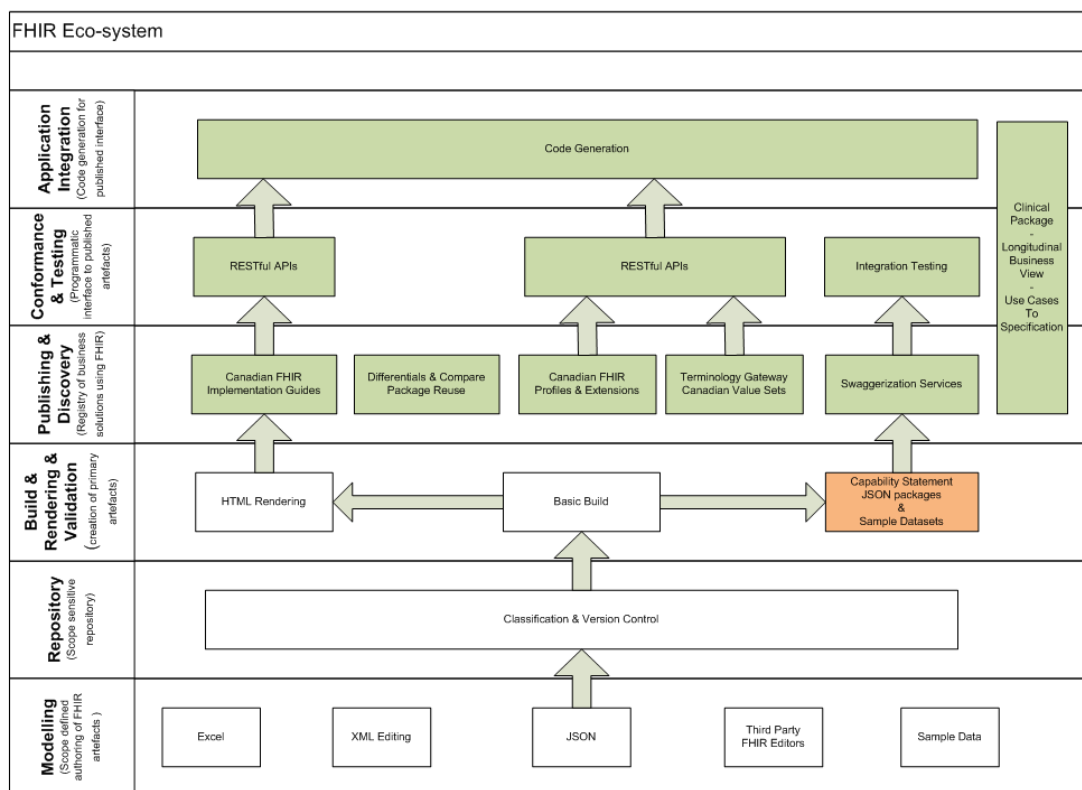 FHIR Eco-system
Application
Integration
(Code generation for
published interface)
Code Generation
Clinical
Package
-
Longitudinal
Business
View
-
Use Cases
To
Specification
Conformance
& Testing
(Programmatic
interface to published
artefacts)
RESTful APIs
RESTful APIs
Integration Testing
Publishing &
Discovery
(Registry of business
solutions using FHIR)
Canadian FHIR
Implementation Guides
Differentials & Compare
Package Reuse
Canadian FHIR
Profiles & Extensions
Terminology Gateway
Canadian Value Sets
Swaggerization Services
Build &
Rendering &
Validation
(creation of primary
artefacts)
HTML Rendering
Basic Build
Capability Statement
JSON packages
&
Sample Datasets
Repository
(Scope sensitive
repository)
Classification & Version Control
Modelling
(Scope defined
authoring of FHIR
artefacts )
Excel
XML Editing
JSON
Third Party
FHIR Editors
Sample Data